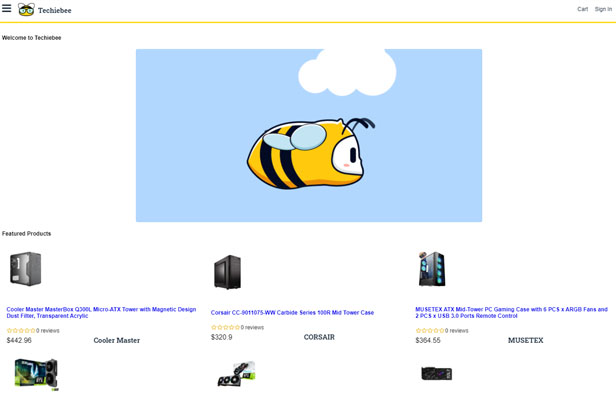 Techiebee
Cart Sign In
Welcome to Techiebee
Featured Products
Cooler Master MasterBox Q300L Micro-ATX Tower with Magnetic Design
Dust Filter, Transparent Acrylic
0 reviews
$442.96 Cooler Master
Corsair CC-9011075-WW Carbide Series 100R Mid Tower Case
0 reviews
$320.9 CORSAIR
MUSETEX ATX Mid-Tower PC Gaming Case with 6 PCS x ARGB Fans and
2 PCS x USB 3.0 Ports Remote Control
0 reviews
$364.55 MUSETEX